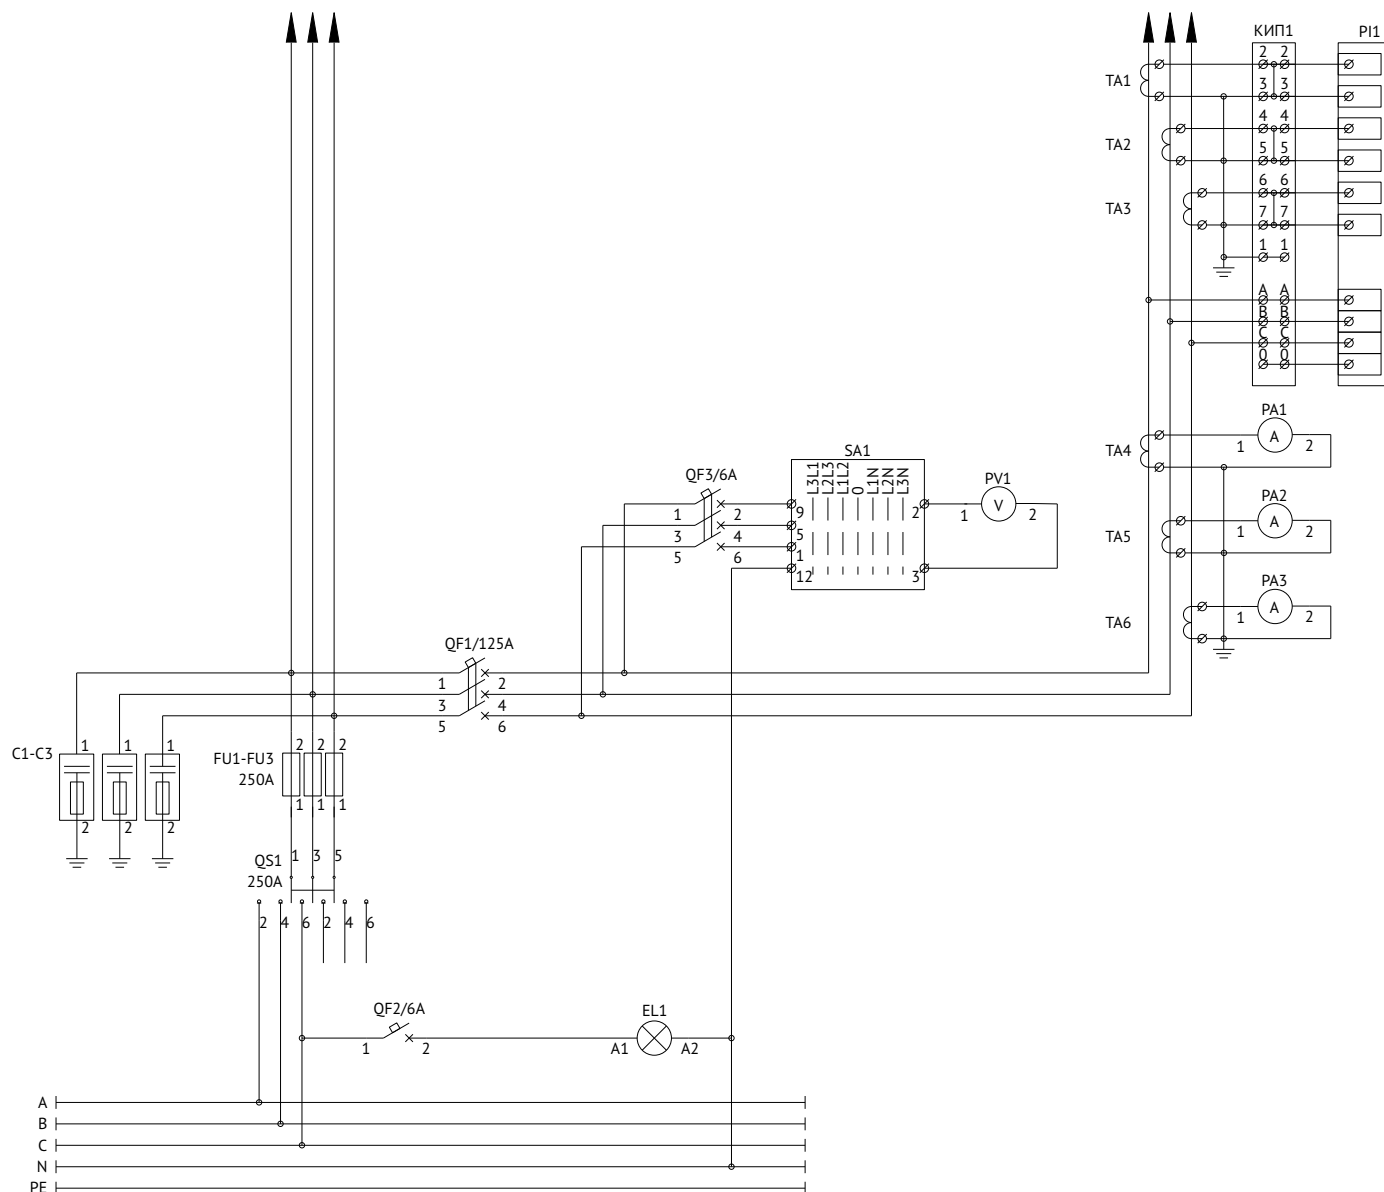 КИП1 PI1
2 2
TA1
3 3
4 4
TA2
5 5
6 6
TA3
7 7
1 1
A A
B B
C C
0 0
PA1
A
1 2
TA4
SA1
QF3/6A
L3L1 L2L3 L1L2 0 L1N L2N L3N
PV1
V
1 2
9 2
1 2
PA2
A
1 2
TA5
3 4
5
5 6
1
12 3
PA3
A
1 2
TA6
QF1/125A
1 2
3 4
5 6
C1-C3
1 1 1
2 2 2
FU1-FU3
250A
2 2 2
1 1 1
QS1
250A
1 3 5
2 4 6 2 4 6
QF2/6A
1 2
EL1
A1 A2
A
B
C
N
PE